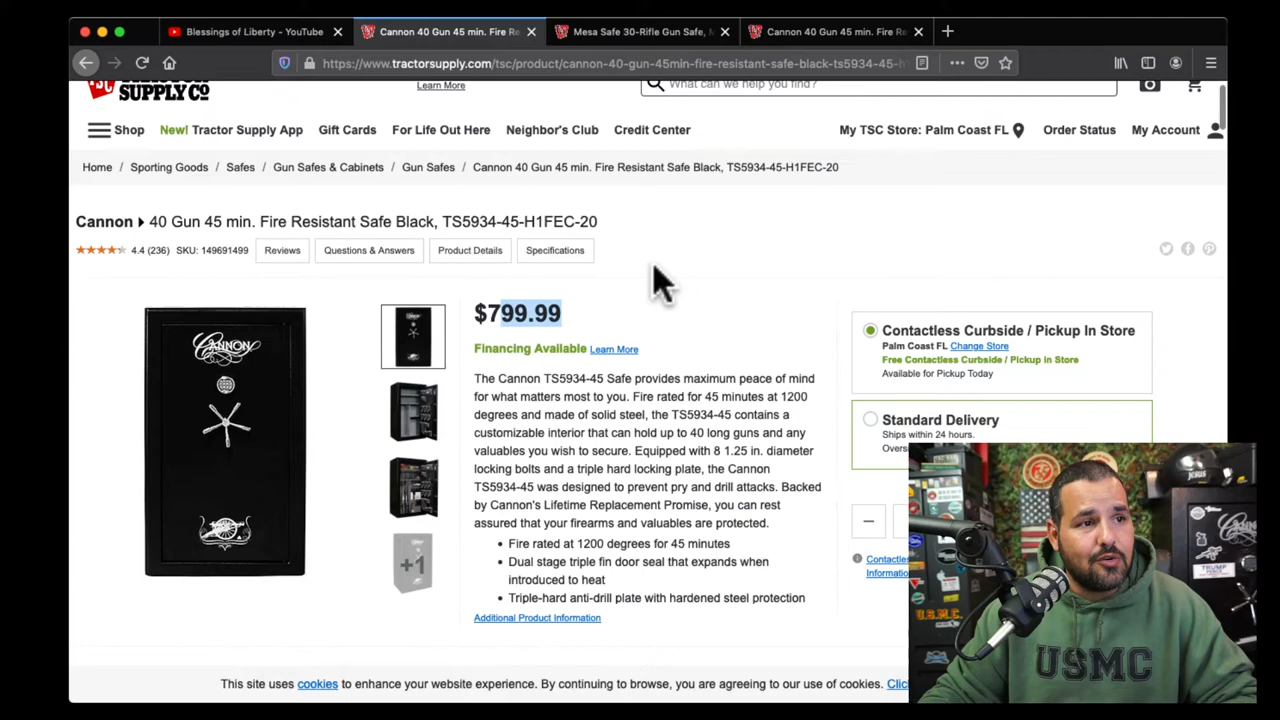 Blessings of Liberty - YouTube
Cannon 40 Gun 45 min. Fire Re
Mesa Safe 30-Rifle Gun Safe,
Cannon 40 Gun 45 min. Fire Re
https://www.tractorsupply.com/tsc/product/cannon-40-gun-45min-fire-resistant-safe-black-ts5934-45-h
TSC
SUPPLY CO
Learn More
What can we help you find?
Shop
New! Tractor Supply App
Gift Cards
For Life Out Here
Neighbor's Club
Credit Center
My TSC Store: Palm Coast FL
Order Status
My Account
Home / Sporting Goods / Safes / Gun Safes & Cabinets / Gun Safes / Cannon 40 Gun 45 min. Fire Resistant Safe Black, TS5934-45-H1FEC-20
Cannon 40 Gun 45 min. Fire Resistant Safe Black, TS5934-45-H1FEC-20
4.4 (236) SKU: 149691499
Reviews
Questions & Answers
Product Details
Specifications
Cannon
+1
$799.99
Financing Available Learn More
The Cannon TS5934-45 Safe provides maximum peace of mind
for what matters most to you. Fire rated for 45 minutes at 1200
degrees and made of solid steel, the TS5934-45 contains a
customizable interior that can hold up to 40 long guns and any
valuables you wish to secure. Equipped with 8 1.25 in. diameter
locking bolts and a triple hard locking plate, the Cannon
TS5934-45 was designed to prevent pry and drill attacks. Backed
by Cannon's Lifetime Replacement Promise, you can rest
assured that your firearms and valuables are protected.
• Fire rated at 1200 degrees for 45 minutes
• Dual stage triple fin door seal that expands when
introduced to heat
• Triple-hard anti-drill plate with hardened steel protection
Additional Product Information
Contactless Curbside / Pickup In Store
Palm Coast FL Change Store
Free Contactless Curbside / Pickup in Store
Available for Pickup Today
Standard Delivery
Ships within 24 hours.
Overs
Contactles
Information
JESUS
TRUMP
PENCE
U.S.M.C.
USMC
This site uses cookies to enhance your website experience. By continuing to browse, you are agreeing to our use of cookies. Clic